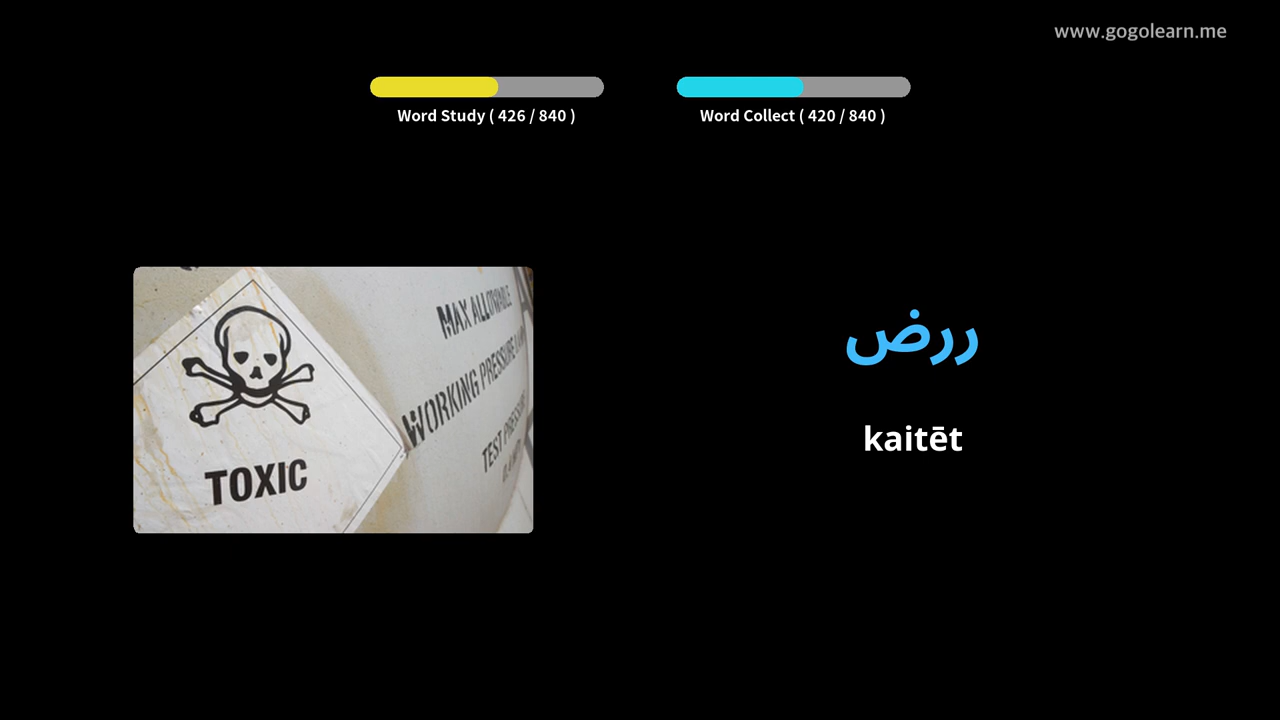 www.gogolearn.me
Word Study ( 426 / 840 )
Word Collect ( 420 / 840 )
MAX ALLOWABLE
WORKING PRESSURE
TEST PRESSURE
TOXIC
ررض
kaitēt